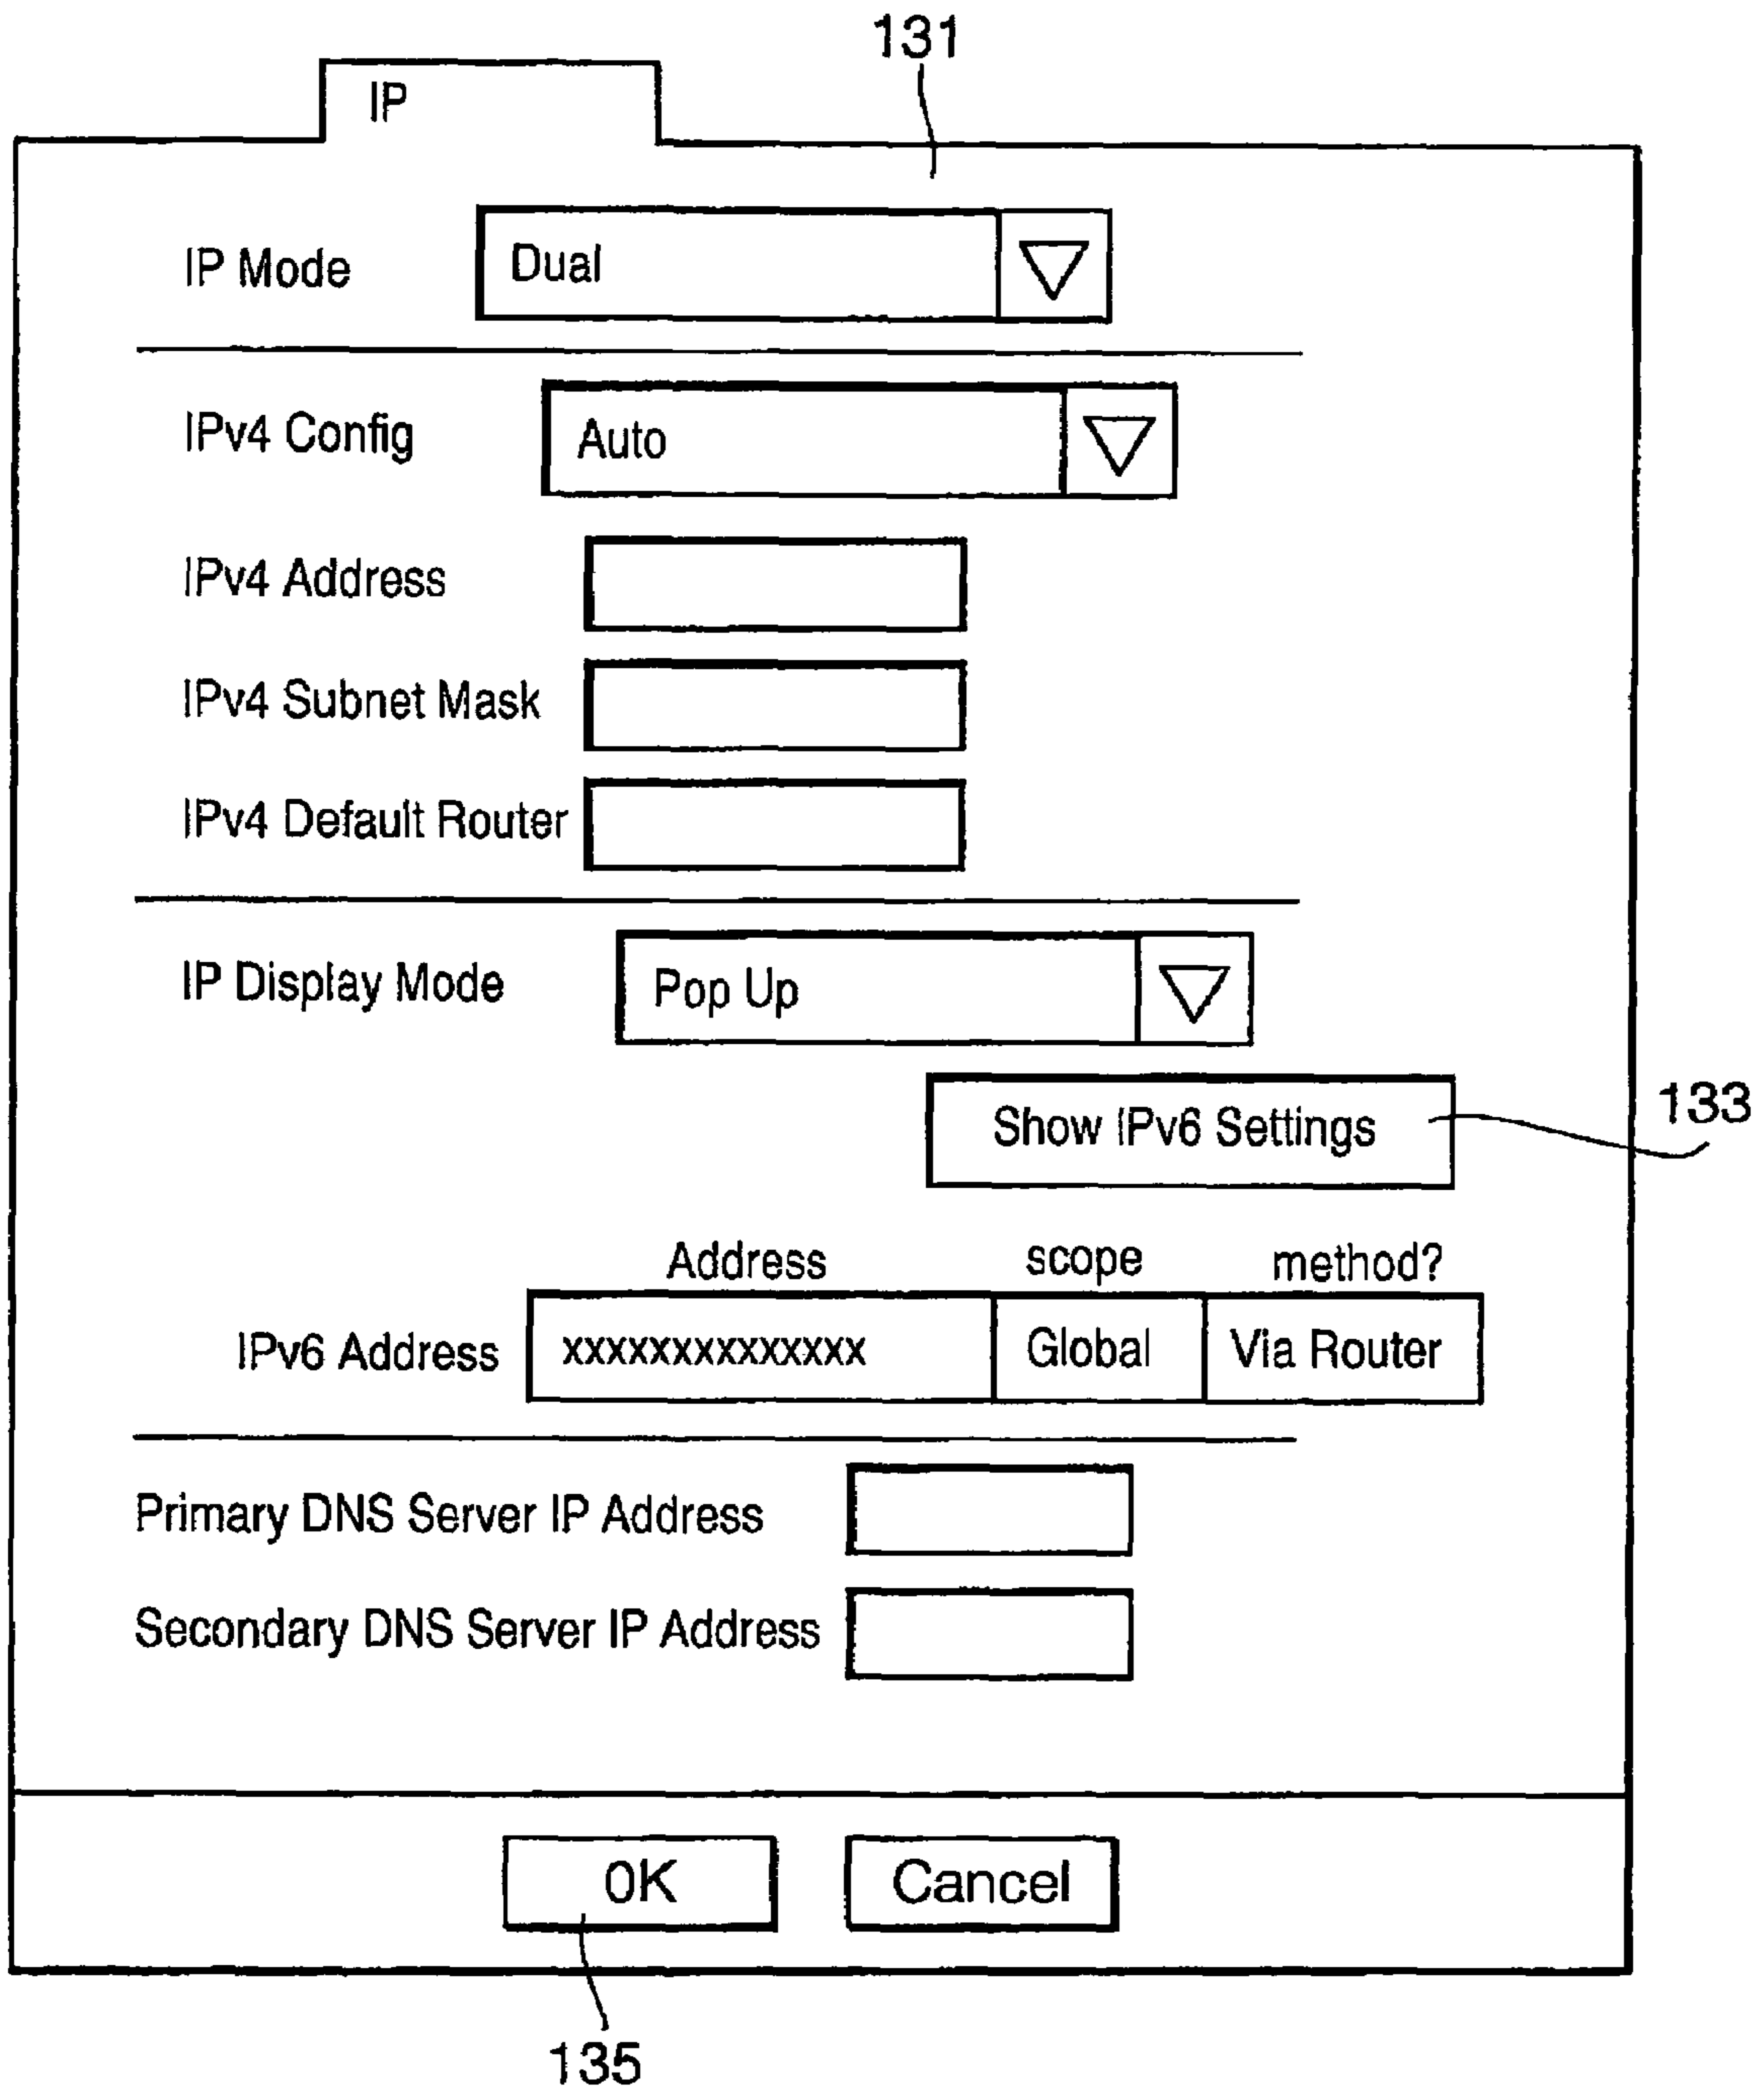 131
IP
IP Mode Dual
IPv4 Config Auto
IPv4 Address
IPv4 Subnet Mask
IPv4 Default Router
IP Display Mode Pop Up
Show IPv6 Settings 133
Address scope method?
IPv6 Address xxxxxxxxxxxxxx Global Via Router
Primary DNS Server IP Address
Secondary DNS Server IP Address
OK Cancel
135